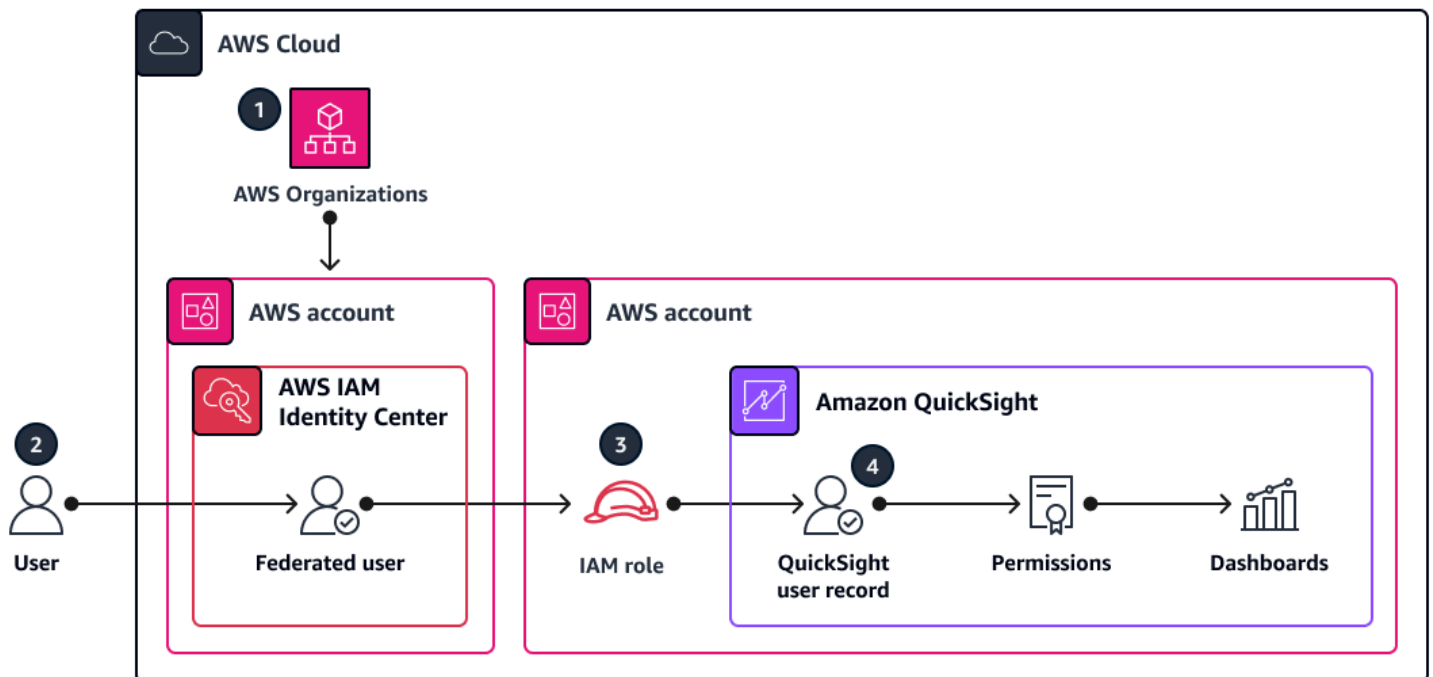 AWS Cloud
1
AWS Organizations
AWS account
AWS account
AWS IAM
Identity Center
Amazon QuickSight
2
3
4
User
Federated user
IAM role
QuickSight
user record
Permissions
Dashboards